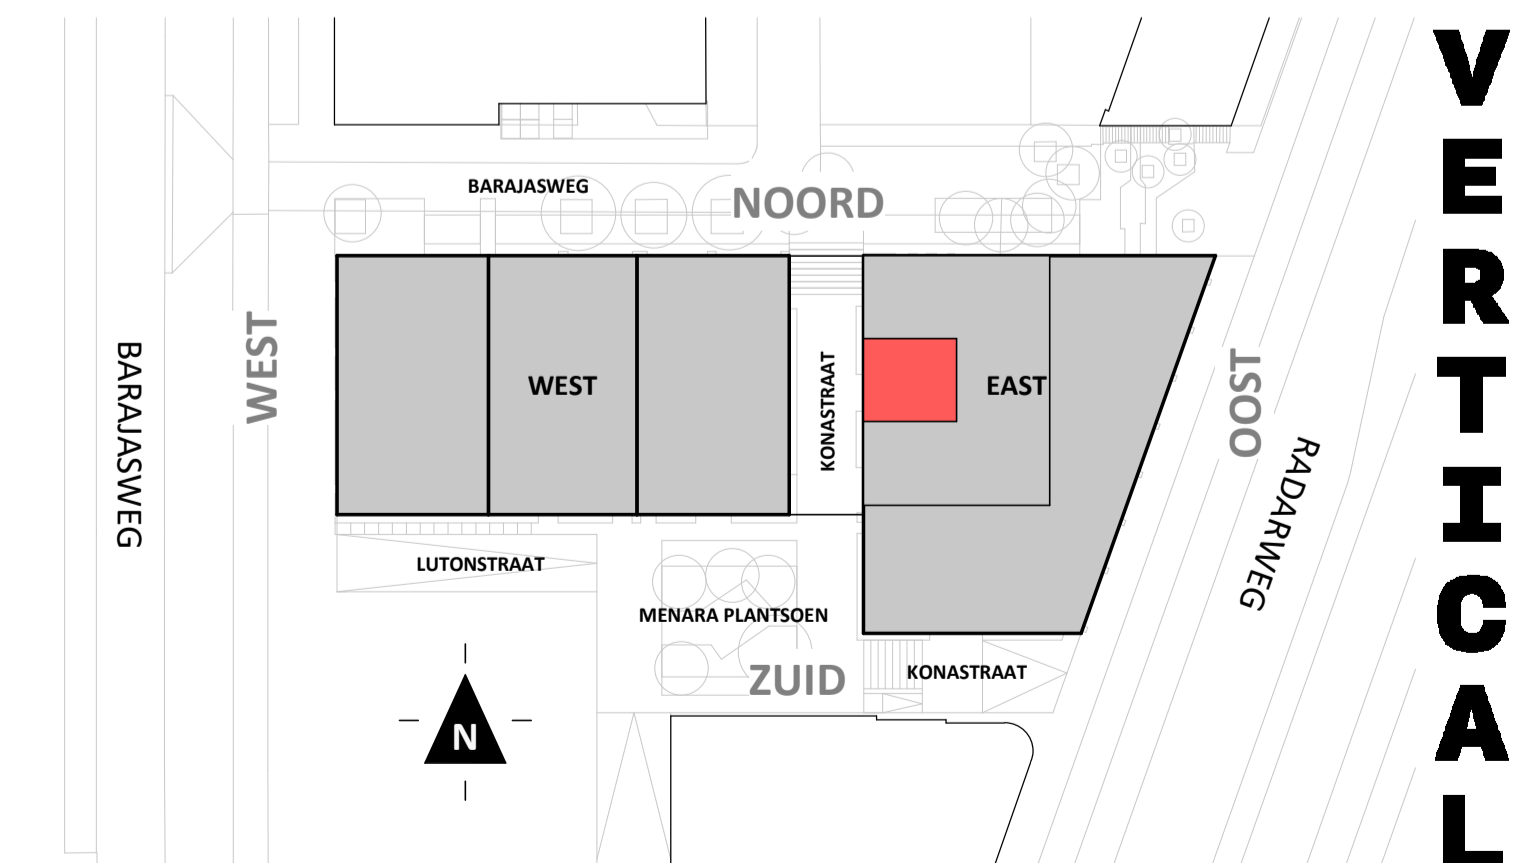 BARAJASWEG
NOORD
WEST
BARAJASWEG
WEST
KONASTRAAT
EAST
OOST
RADARWEG
LUTONSTRAAT
MENARA PLANTSOEN
ZUID
KONASTRAAT
N
VERTICAL